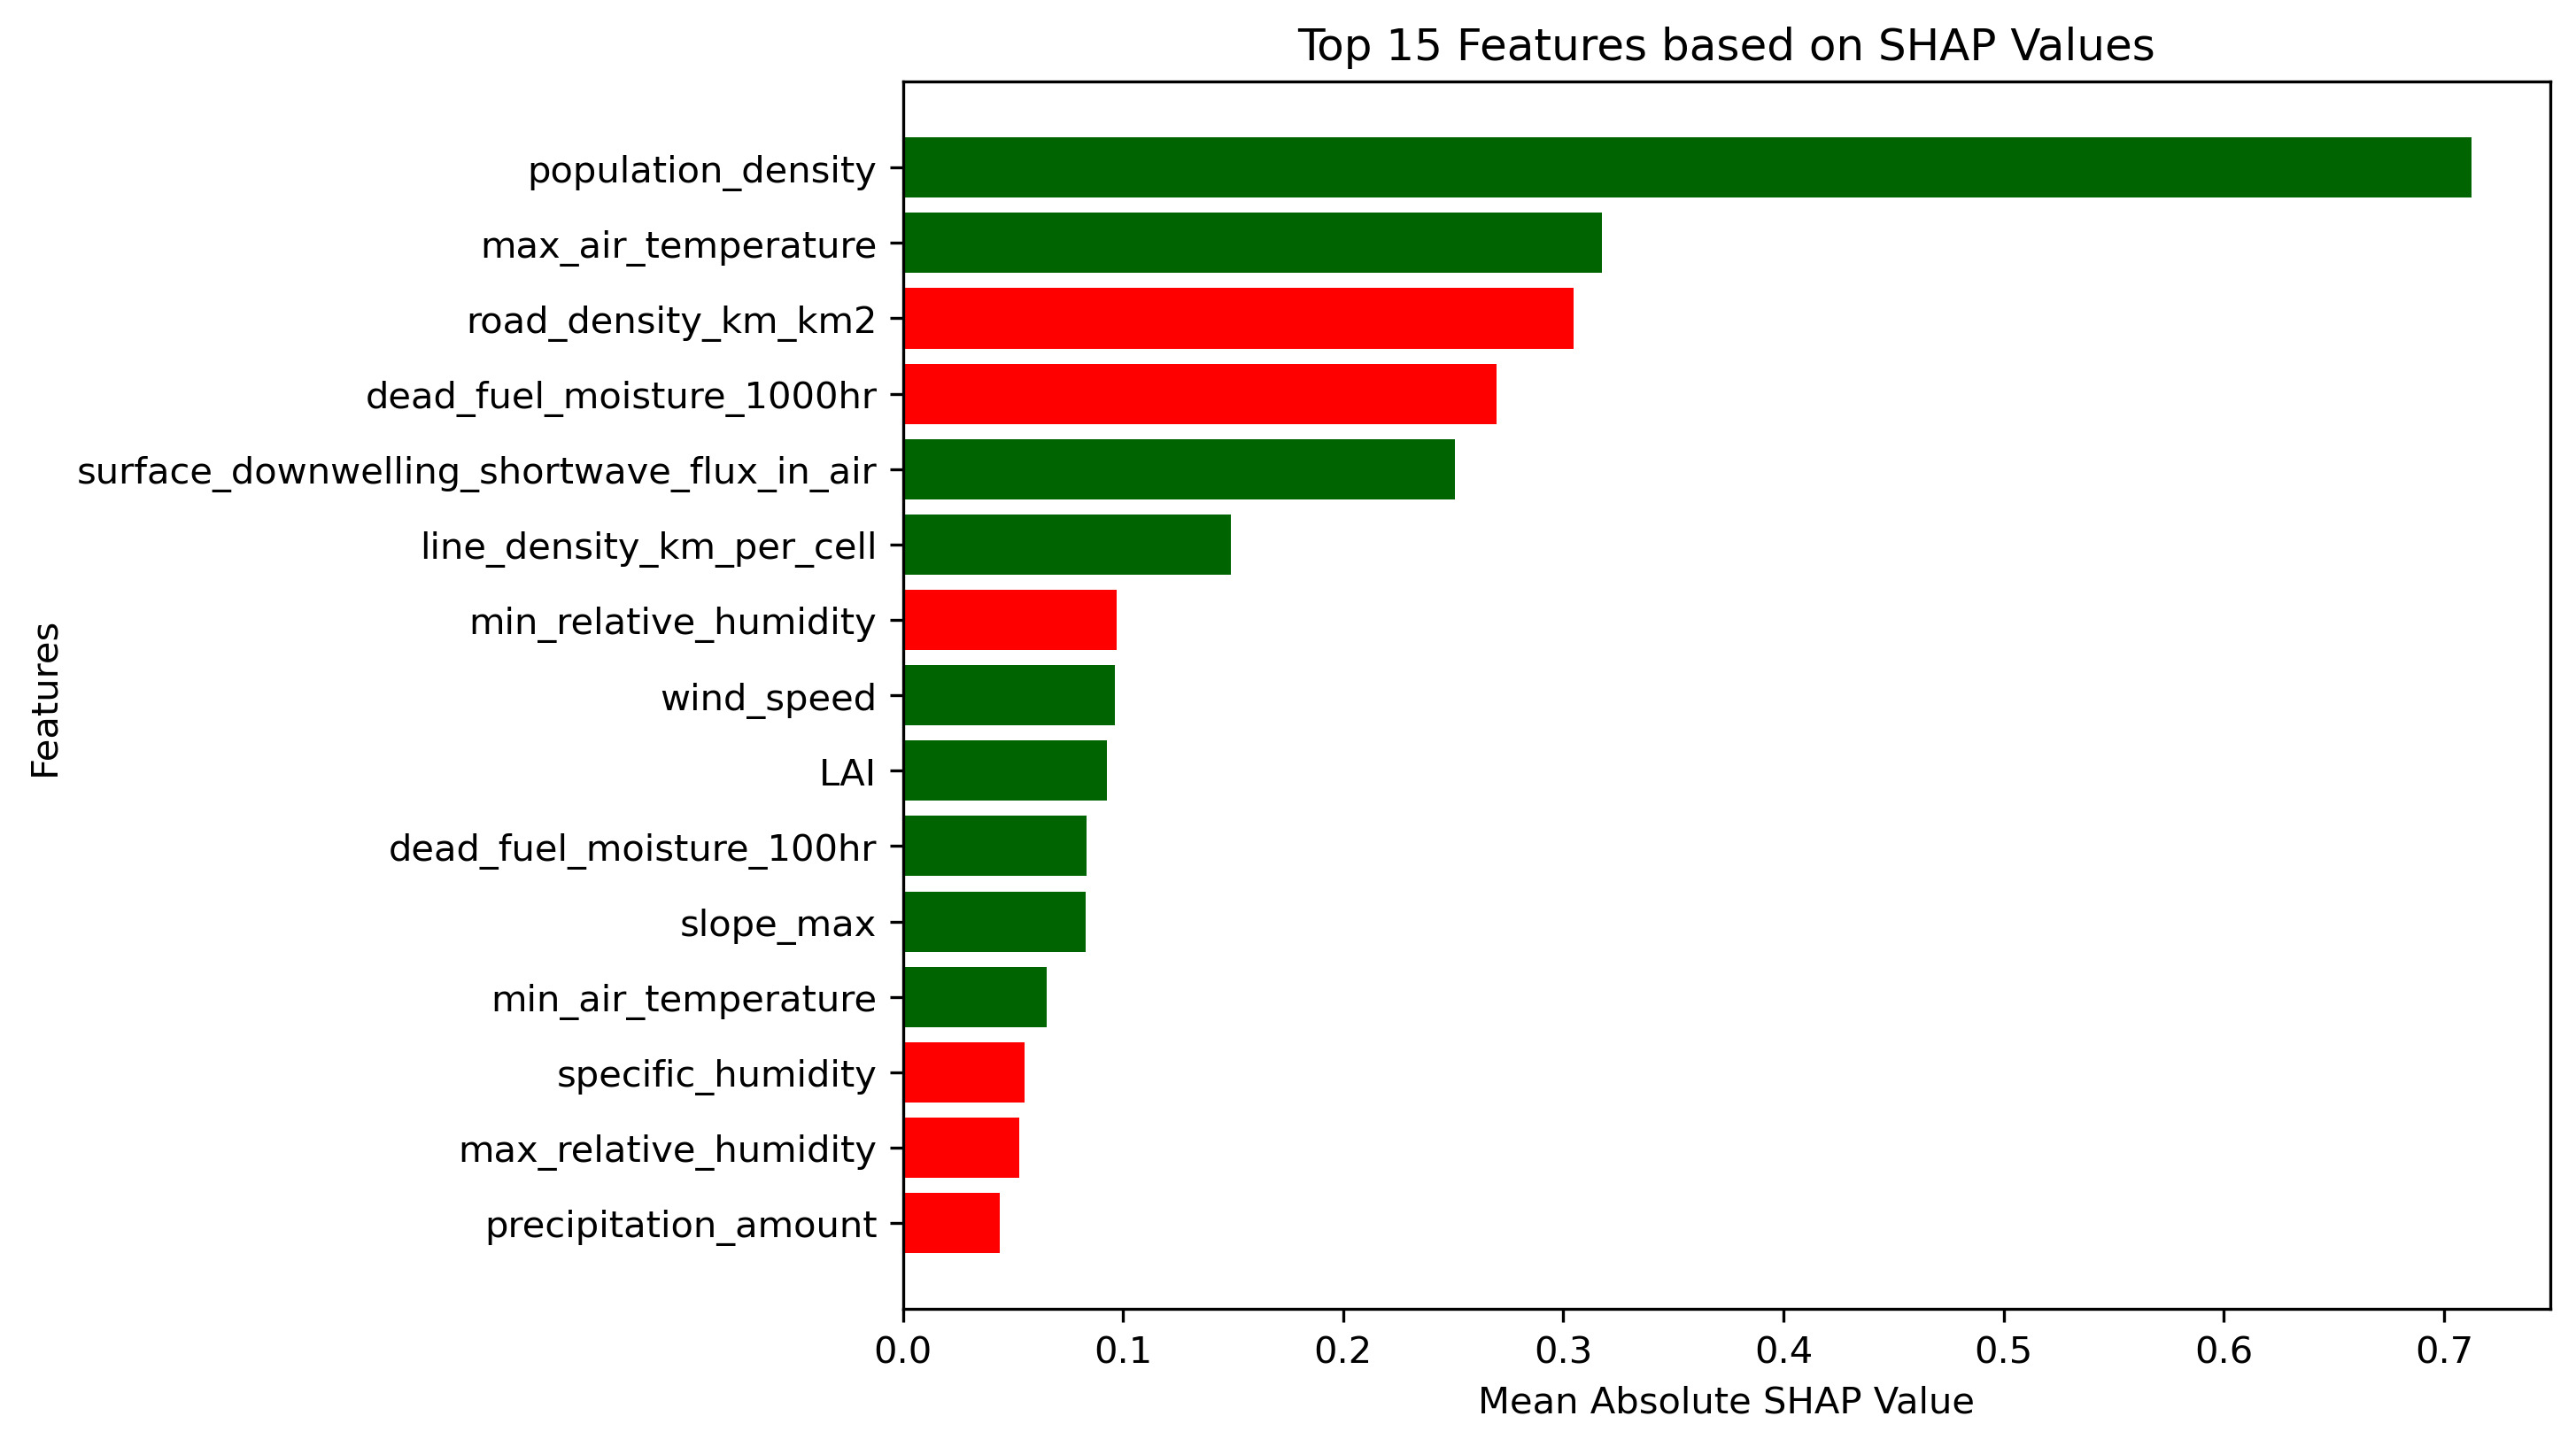 Top 15 Features based on SHAP Values
Features
population_density
max_air_temperature
road_density_km_km2
dead_fuel_moisture_1000hr
surface_downwelling_shortwave_flux_in_air
line_density_km_per_cell
min_relative_humidity
wind_speed
LAI
dead_fuel_moisture_100hr
slope_max
min_air_temperature
specific_humidity
max_relative_humidity
precipitation_amount
0.0 0.1 0.2 0.3 0.4 0.5 0.6 0.7
Mean Absolute SHAP Value